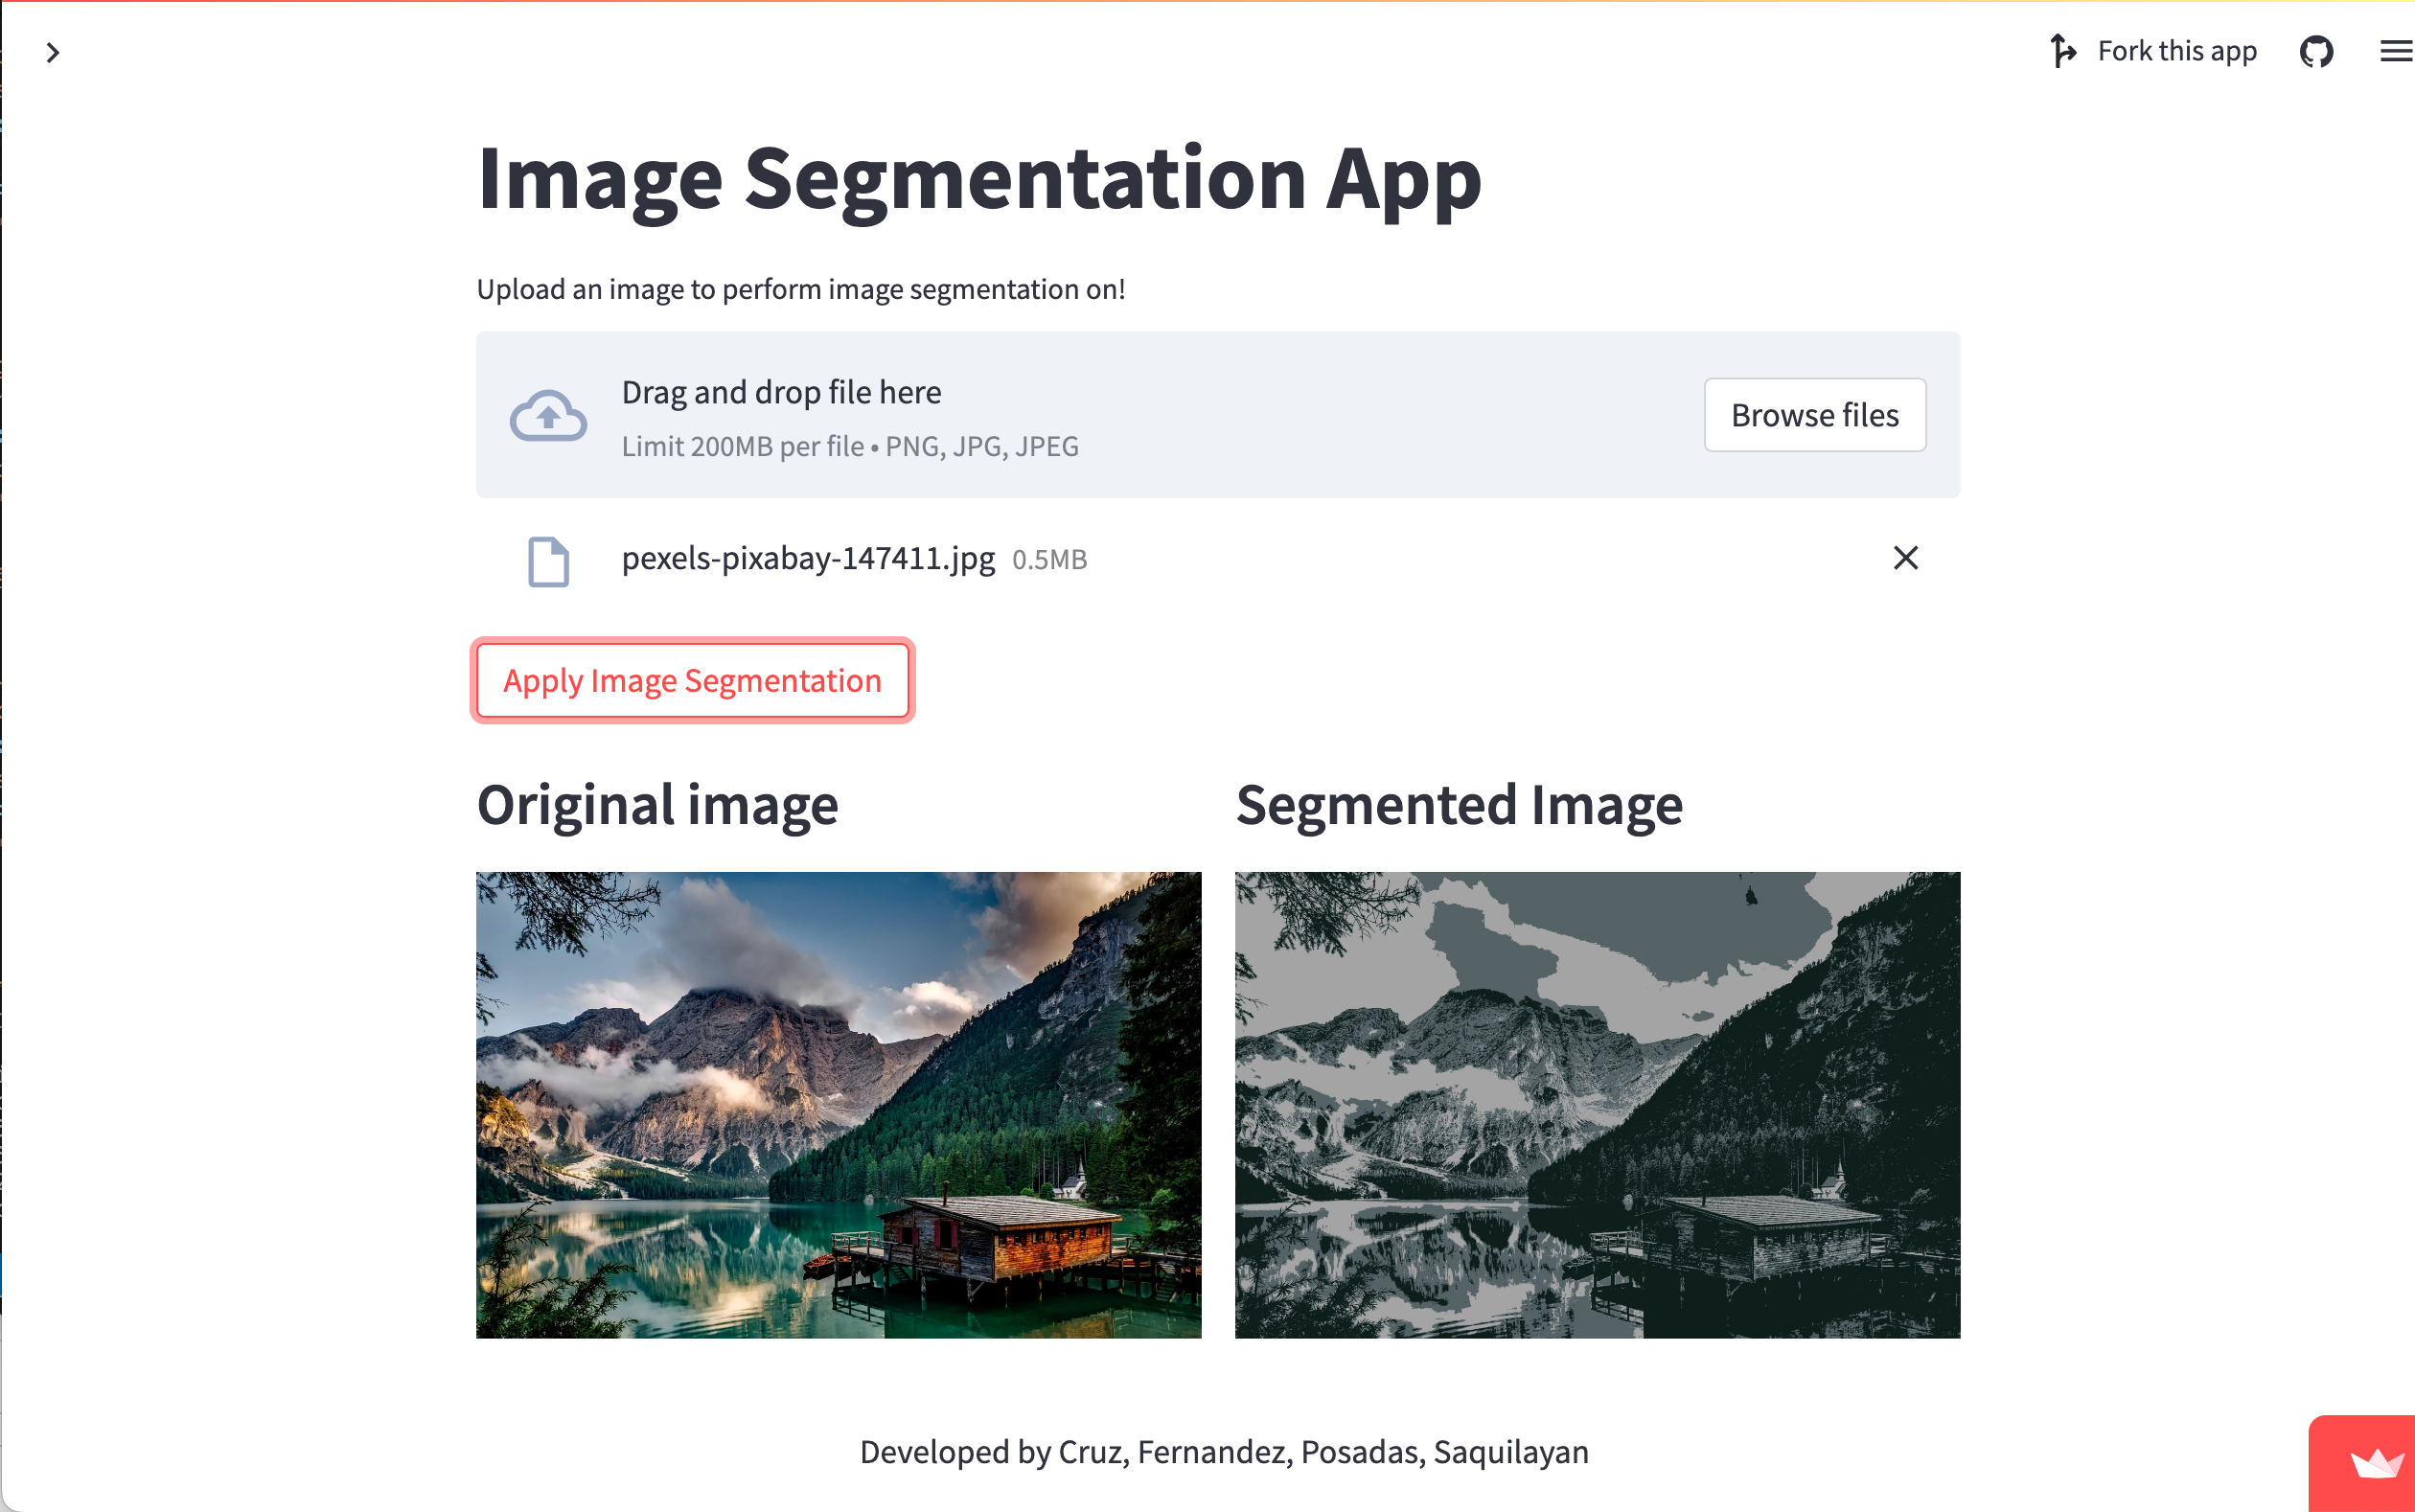 Fork this app
Image Segmentation App
Upload an image to perform image segmentation on!
Drag and drop file here
Limit 200MB per file • PNG, JPG, JPEG
Browse files
pexels-pixabay-147411.jpg 0.5MB
Apply Image Segmentation
Original image
Segmented Image
Developed by Cruz, Fernandez, Posadas, Saquilayan